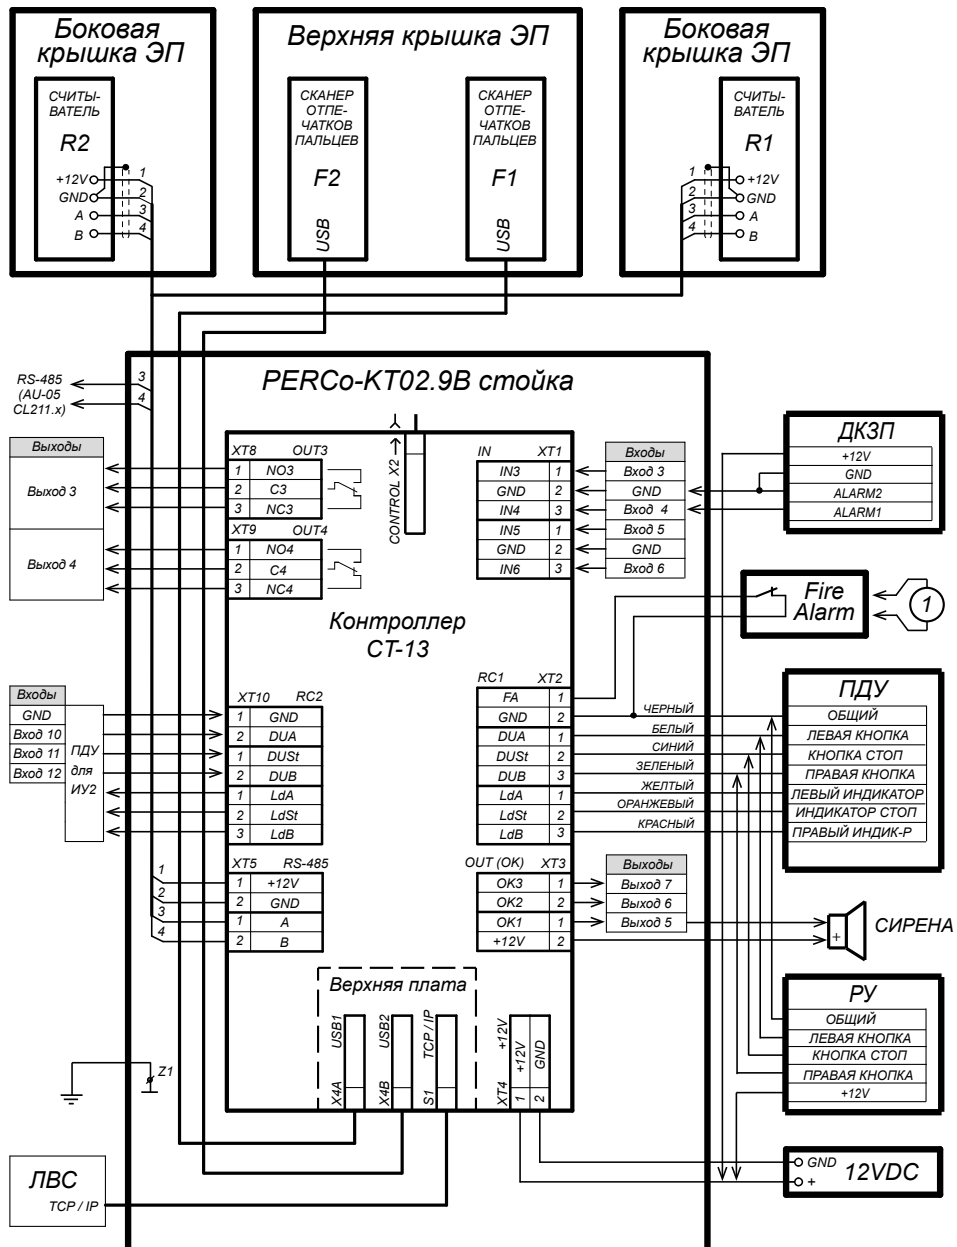 Боковая
крышка ЭП
СЧИТЫ-
ВАТЕЛЬ
R2
+12V
GND
A
B
1
2
3
4
Верхняя крышка ЭП
СКАНЕР
ОТПЕ-
ЧАТКОВ
ПАЛЬЦЕВ
F2
USB
СКАНЕР
ОТПЕ-
ЧАТКОВ
ПАЛЬЦЕВ
F1
USB
Боковая
крышка ЭП
СЧИТЫ-
ВАТЕЛЬ
R1
1
2
3
4
+12V
GND
A
B
RS-485
(AU-05
CL211.x)
3
4
PERCo-KT02.9B стойка
Выходы
Выход 3
Выход 4
XT8 OUT3
1 NO3
2 C3
3 NC3
XT9 OUT4
1 NO4
2 C4
3 NC4
CONTROL X2
IN XT1
IN3 1
GND 2
IN4 3
IN5 1
GND 2
IN6 3
Входы
Вход 3
GND
Вход 4
Вход 5
GND
Вход 6
ДКЗП
+12V
GND
ALARM2
ALARM1
Fire
Alarm
1
Контроллер
CT-13
Входы
GND
Вход 10
Вход 11
Вход 12
ПДУ
для
ИУ2
XT10 RC2
1 GND
2 DUA
1 DUSt
2 DUB
1 LdA
2 LdSt
3 LdB
RC1 XT2
FA 1
GND 2
DUA 1
DUSt 2
DUB 3
LdA 1
LdSt 2
LdB 3
ЧЕРНЫЙ
БЕЛЫЙ
СИНИЙ
ЗЕЛЕНЫЙ
ЖЕЛТЫЙ
ОРАНЖЕВЫЙ
КРАСНЫЙ
ПДУ
ОБЩИЙ
ЛЕВАЯ КНОПКА
КНОПКА СТОП
ПРАВАЯ КНОПКА
ЛЕВЫЙ ИНДИКАТОР
ИНДИКАТОР СТОП
ПРАВЫЙ ИНДИК-Р
1
2
3
4
XT5 RS-485
1 +12V
2 GND
1 A
2 B
OUT (OK) XT3
OK3 1
OK2 2
OK1 1
+12V 2
Выходы
Выход 7
Выход 6
Выход 5
+
СИРЕНА
Верхняя плата
X4A USB1
X4B USB2
S1 TCP / IP
XT4 +12V
1 +12V
2 GND
РУ
ОБЩИЙ
ЛЕВАЯ КНОПКА
КНОПКА СТОП
ПРАВАЯ КНОПКА
+12V
Z1
ЛВС
TCP / IP
GND
+
12VDC